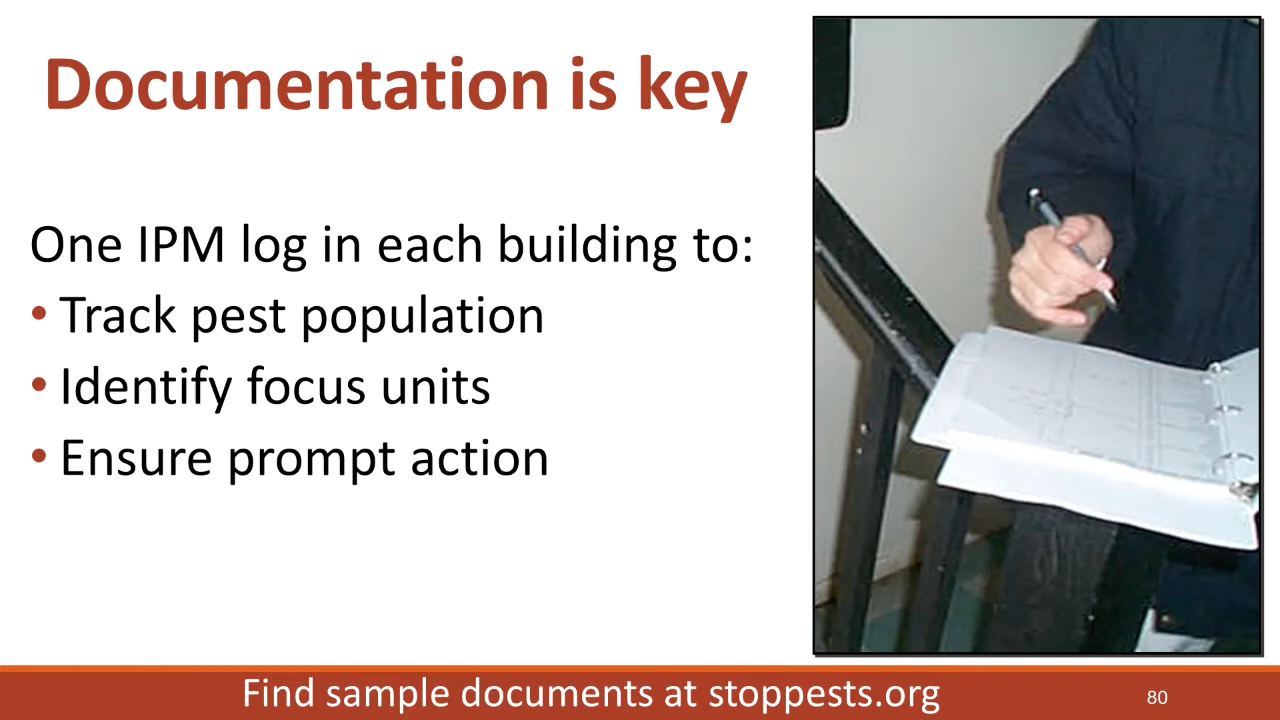 Documentation is key
One IPM log in each building to:
• Track pest population
• Identify focus units
• Ensure prompt action
Find sample documents at stoppests.org
80